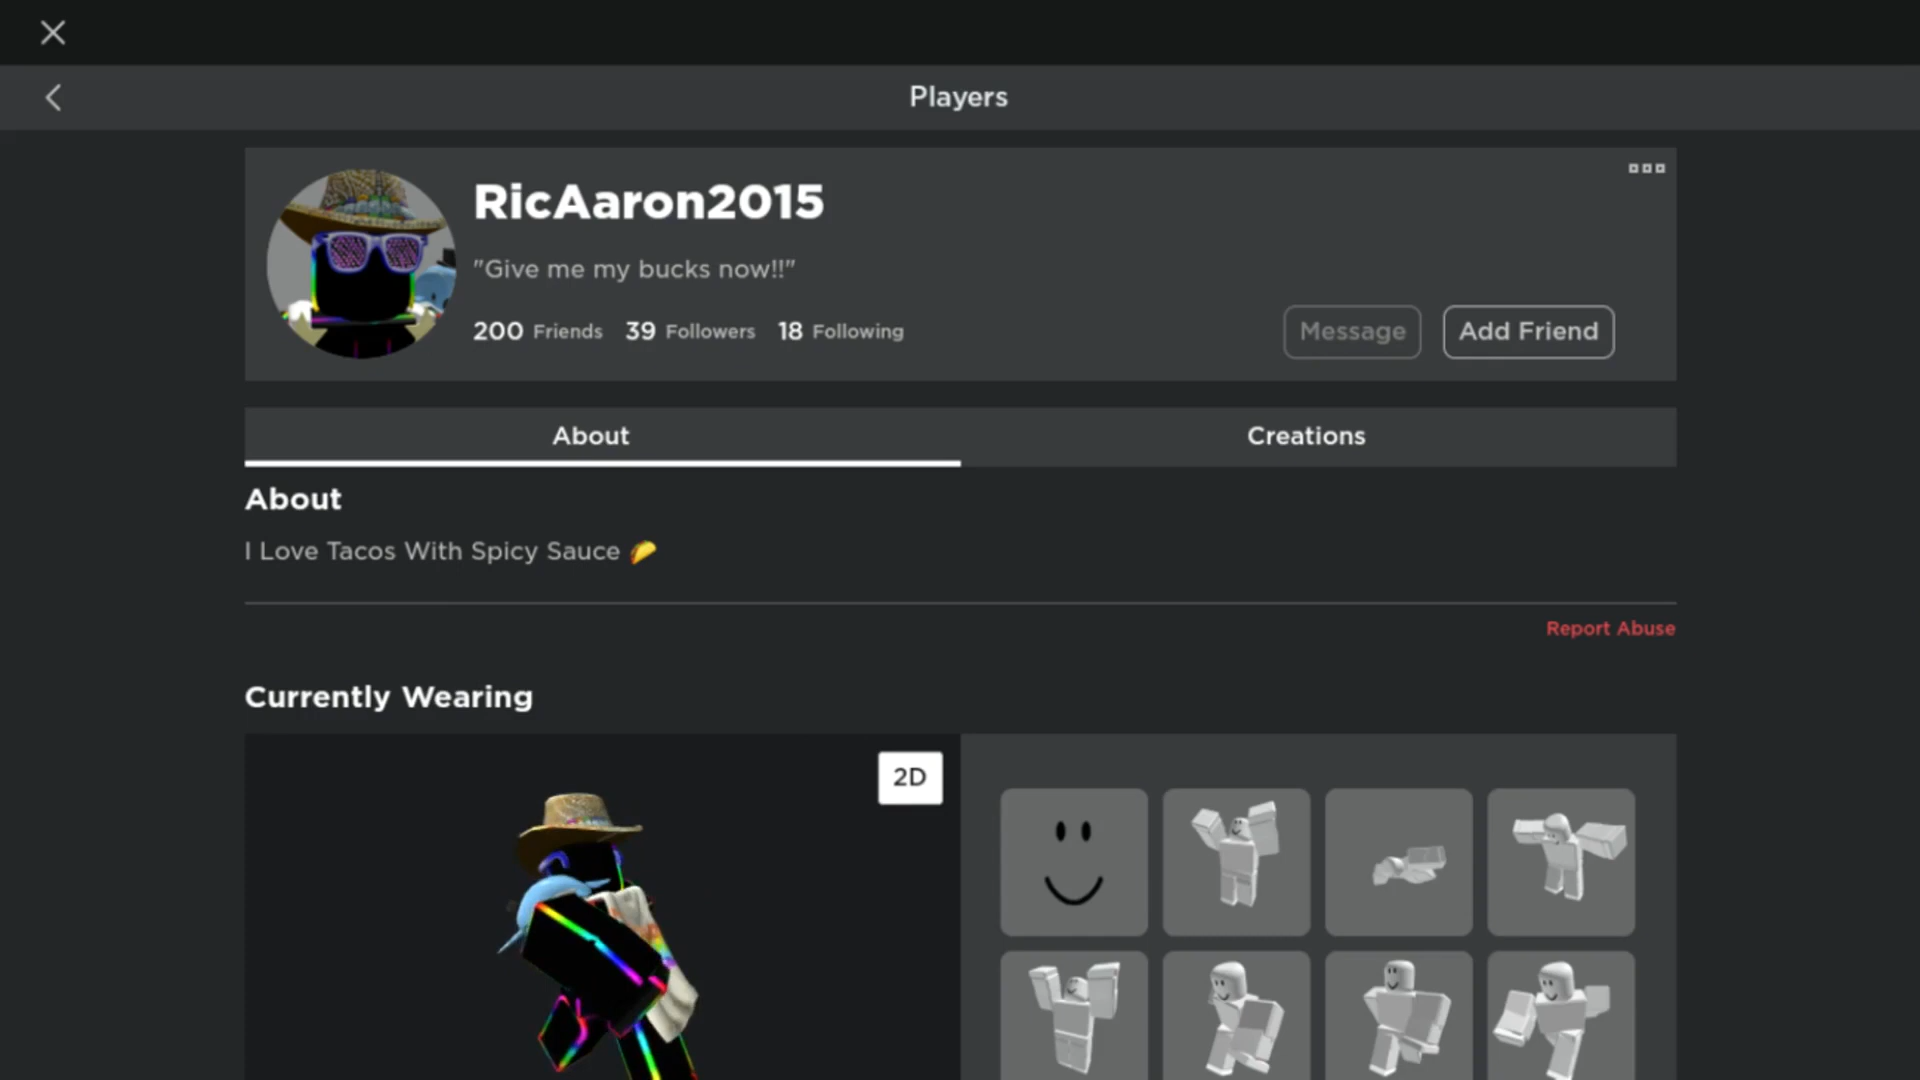 Players
RicAaron2015
"Give me my bucks now!!"
200 Friends 39 Followers 18 Following
Message Add Friend
About Creations
About
I Love Tacos With Spicy Sauce 🌮
Report Abuse
Currently Wearing
2D